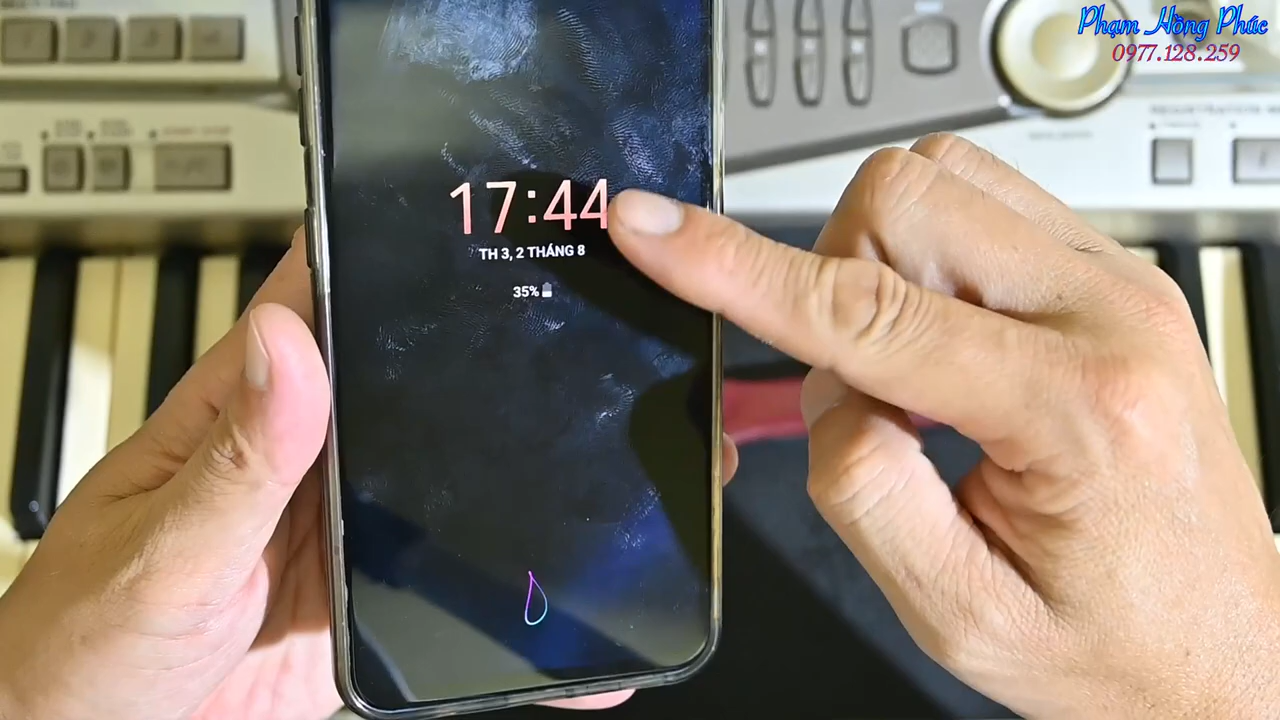 Phạm Hồng Phúc
0977.128.259
17:44
TH 3, 2 THÁNG 8
35%